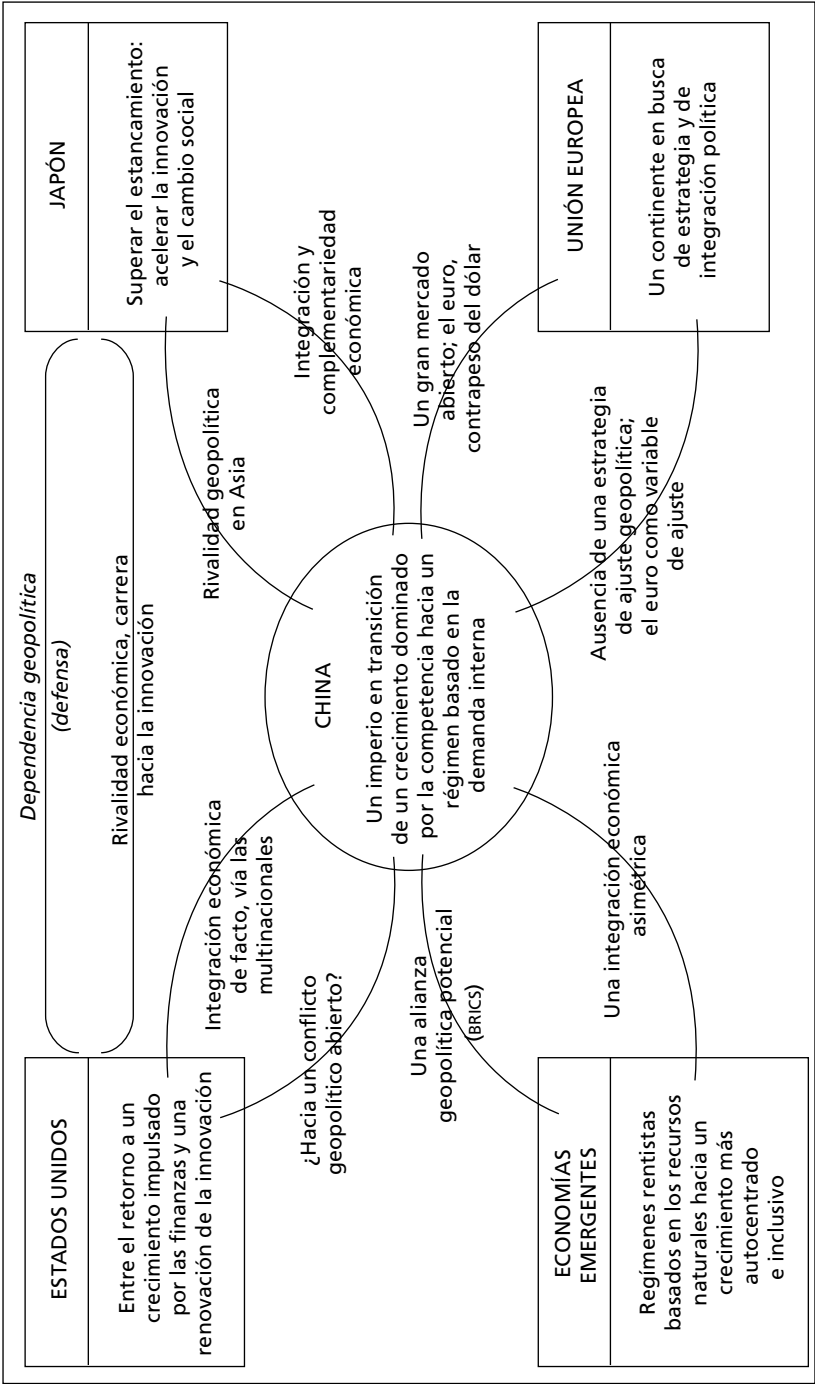 ESTADOS UNIDOS
Entre el retorno a un
crecimiento impulsado
por las finanzas y una
renovación de la innovación
Dependencia geopolítica
(defensa)
Rivalidad económica, carrera
hacia la innovación
JAPÓN
Superar el estancamiento:
acelerar la innovación
y el cambio social
Integración económica
de facto, vía las
multinacionales
Rivalidad geopolítica
en Asia
¿Hacia un conflicto
geopolítico abierto?
Integración y
complementariedad
económica
CHINA
Un imperio en transición
de un crecimiento dominado
por la competencia hacia un
régimen basado en la
demanda interna
Una alianza
geopolítica potencial
(BRICS)
Un gran mercado
abierto; el euro,
contrapeso del dólar
Una integración económica
asimétrica
Ausencia de una estrategia
de ajuste geopolítica;
el euro como variable
de ajuste
ECONOMÍAS
EMERGENTES
Regímenes rentistas
basados en los recursos
naturales hacia un
crecimiento más
autocentrado
e inclusivo
UNIÓN EUROPEA
Un continente en busca
de estrategia y de
integración política